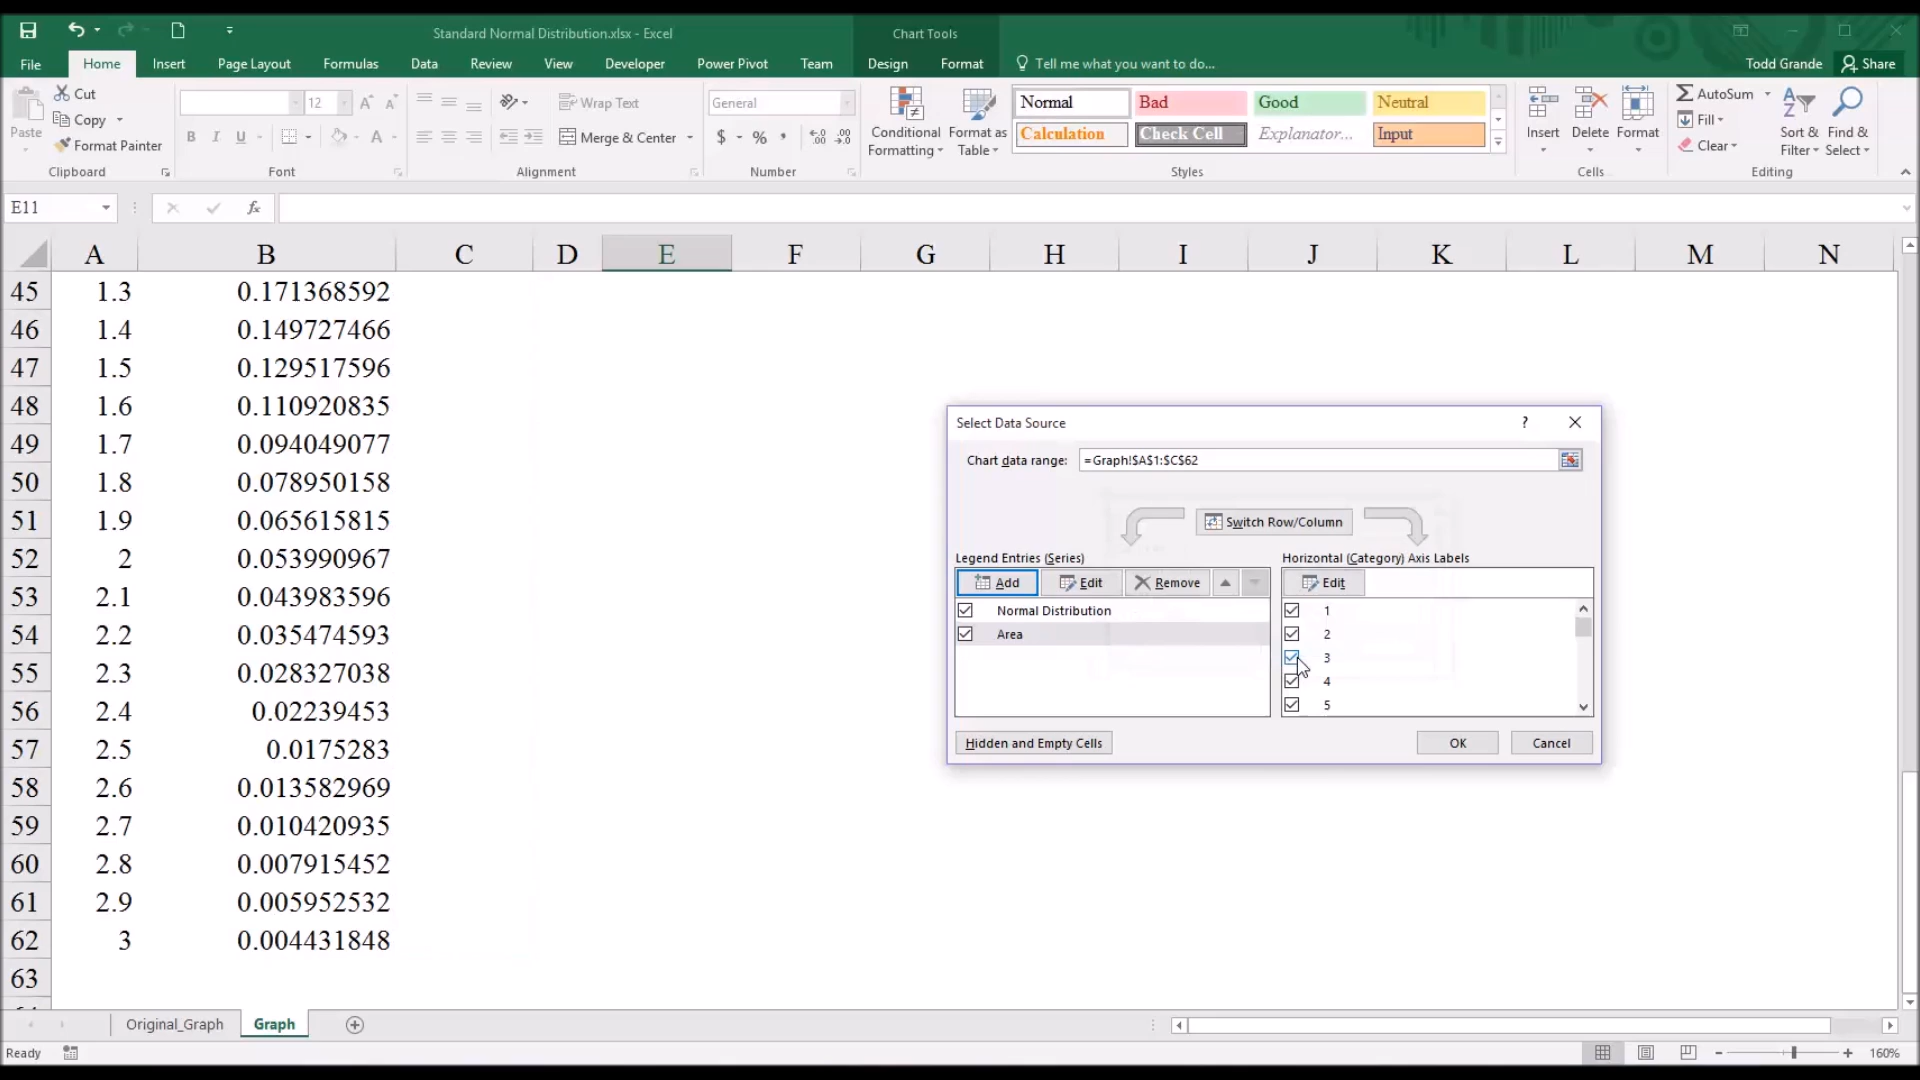 Standard Normal Distribution.xlsx - Excel
Chart Tools
File Home Insert Page Layout Formulas Data Review View Developer Power Pivot Team Design Format Tell me what you want to do... Todd Grande Share
Paste Cut Copy Format Painter Clipboard
12 A A B I U A Font
ab Wrap Text Merge & Center Alignment
General $ % , Number
Conditional Formatting Format as Table
Normal Bad Good Neutral
Calculation Check Cell Explanator... Input
Styles
Insert Delete Format Cells
AutoSum Fill Clear Sort & Filter Find & Select Editing
E11 fx
A B C D E F G H I J K L M N
45 1.3 0.171368592
46 1.4 0.149727466
47 1.5 0.129517596
48 1.6 0.110920835
49 1.7 0.094049077
50 1.8 0.078950158
51 1.9 0.065615815
52 2 0.053990967
53 2.1 0.043983596
54 2.2 0.035474593
55 2.3 0.028327038
56 2.4 0.02239453
57 2.5 0.0175283
58 2.6 0.013582969
59 2.7 0.010420935
60 2.8 0.007915452
61 2.9 0.005952532
62 3 0.004431848
63
Select Data Source ?
Chart data range: =Graph!$A$1:$C$62
Switch Row/Column
Legend Entries (Series) Horizontal (Category) Axis Labels
Add Edit Remove Edit
Normal Distribution 1
Area 2
3
4
5
Hidden and Empty Cells OK Cancel
Original_Graph Graph
Ready 160%